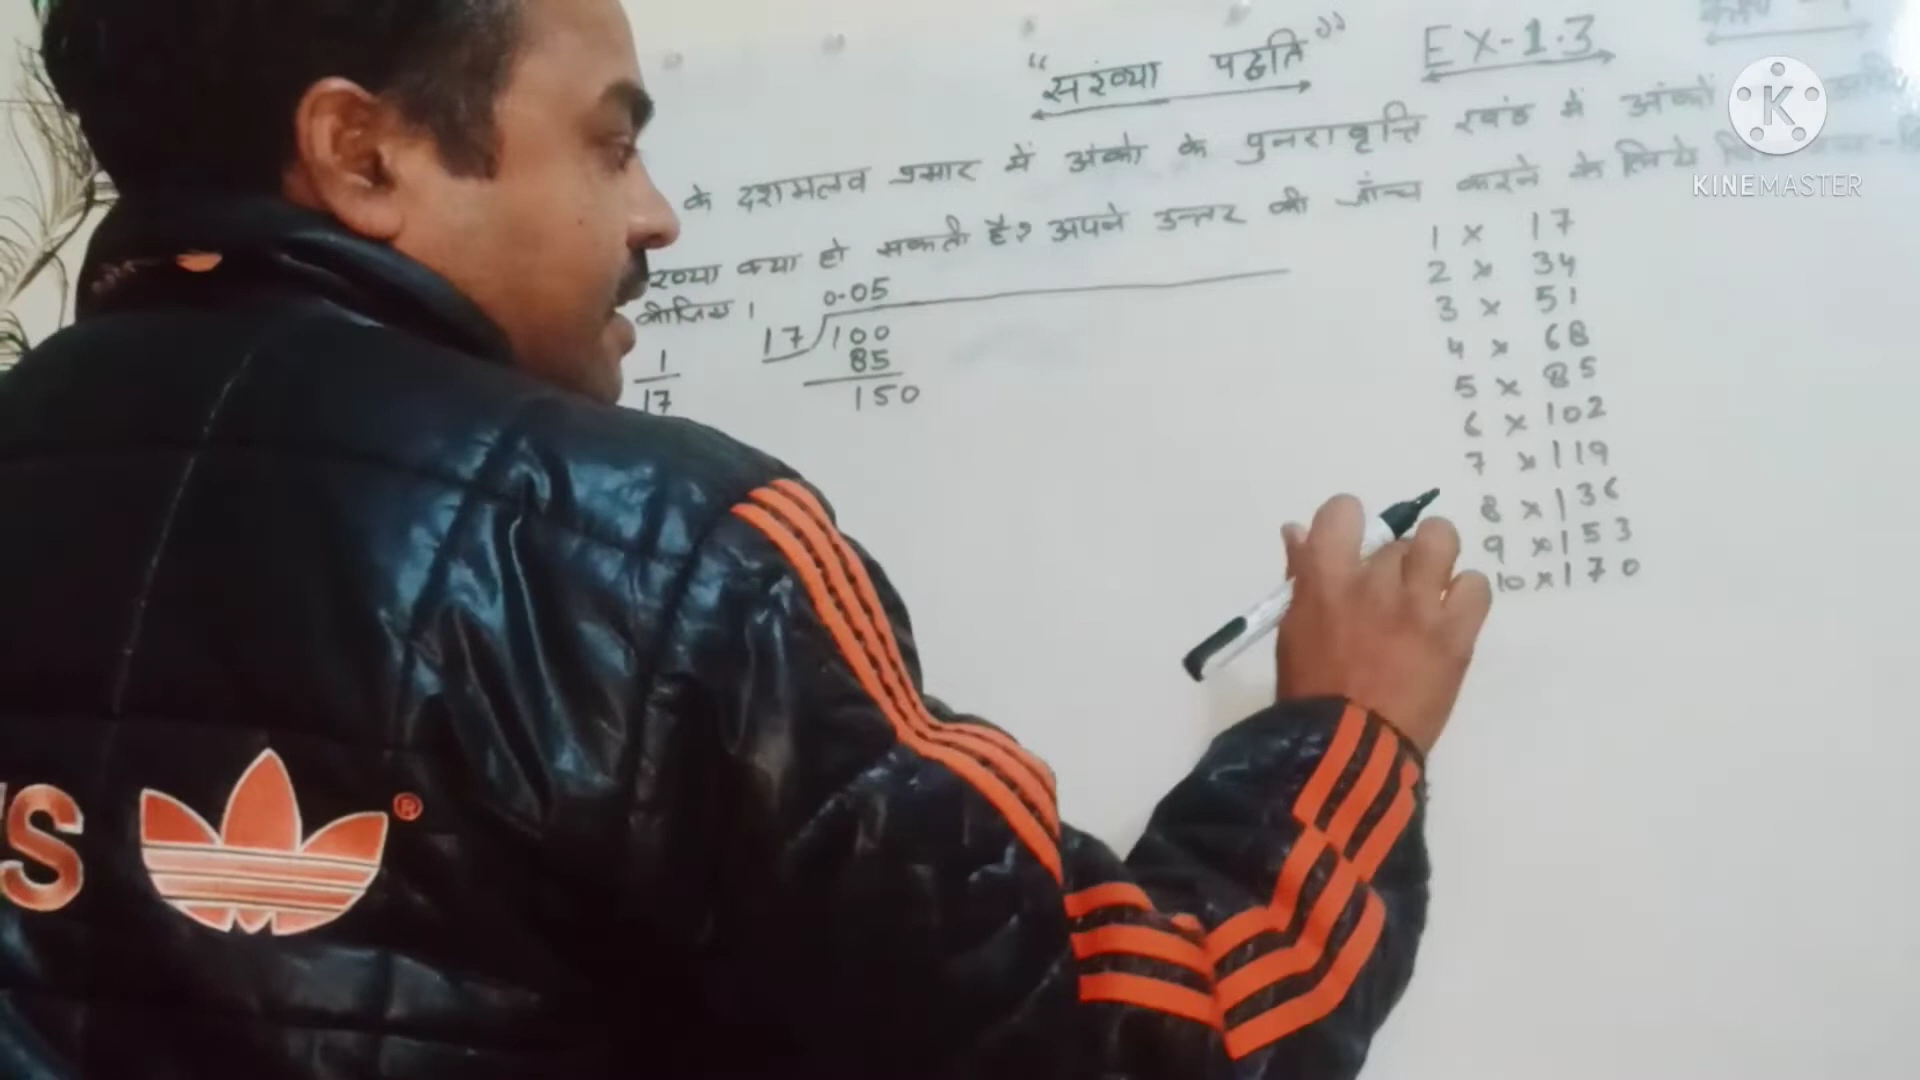 “संख्या पद्धति” EX-1.3
के दशमलव प्रसार में अंको के पुनरावृत्ति खंड में अंकों
संख्या क्या हो सकती है? अपने उत्तर की जाँच करने के लिये
कीजिए।
0.05
17 100
85
150
1
17
1 × 17
2 × 34
3 × 51
4 × 68
5 × 85
6 × 102
7 × 119
8 × 136
9 × 153
10 × 170
K
KINEMASTER
S
®